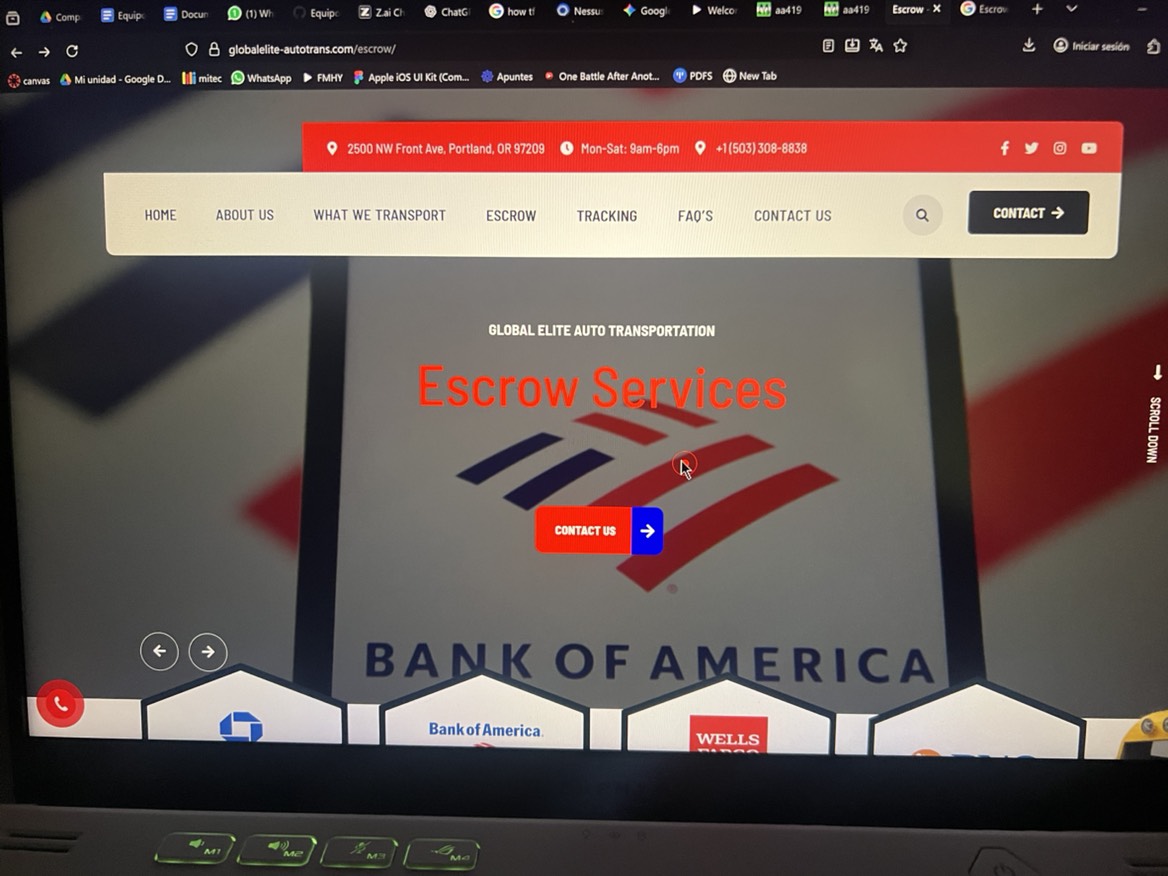 Comp
Equipo
Docun
(1) Wh
Equipo
Z.ai Ch
ChatG
how t
Nessu
Googl
Welco
aa419
aa419
Escrow -
Escrow
globalelite-autotrans.com/escrow/
Iniciar sesión
canvas
Mi unidad - Google D...
mitec
WhatsApp
FMHY
Apple iOS UI Kit (Com...
Apuntes
One Battle After Anot...
PDFS
New Tab
2500 NW Front Ave, Portland, OR 97209
Mon-Sat: 9am-6pm
+1 (503) 308-8838
HOME
ABOUT US
WHAT WE TRANSPORT
ESCROW
TRACKING
FAQ'S
CONTACT US
CONTACT
GLOBAL ELITE AUTO TRANSPORTATION
Escrow Services
SCROLL DOWN
CONTACT US
BANK OF AMERICA
Bank of America.
WELLS
FARGO
M1
M2
M3
M4